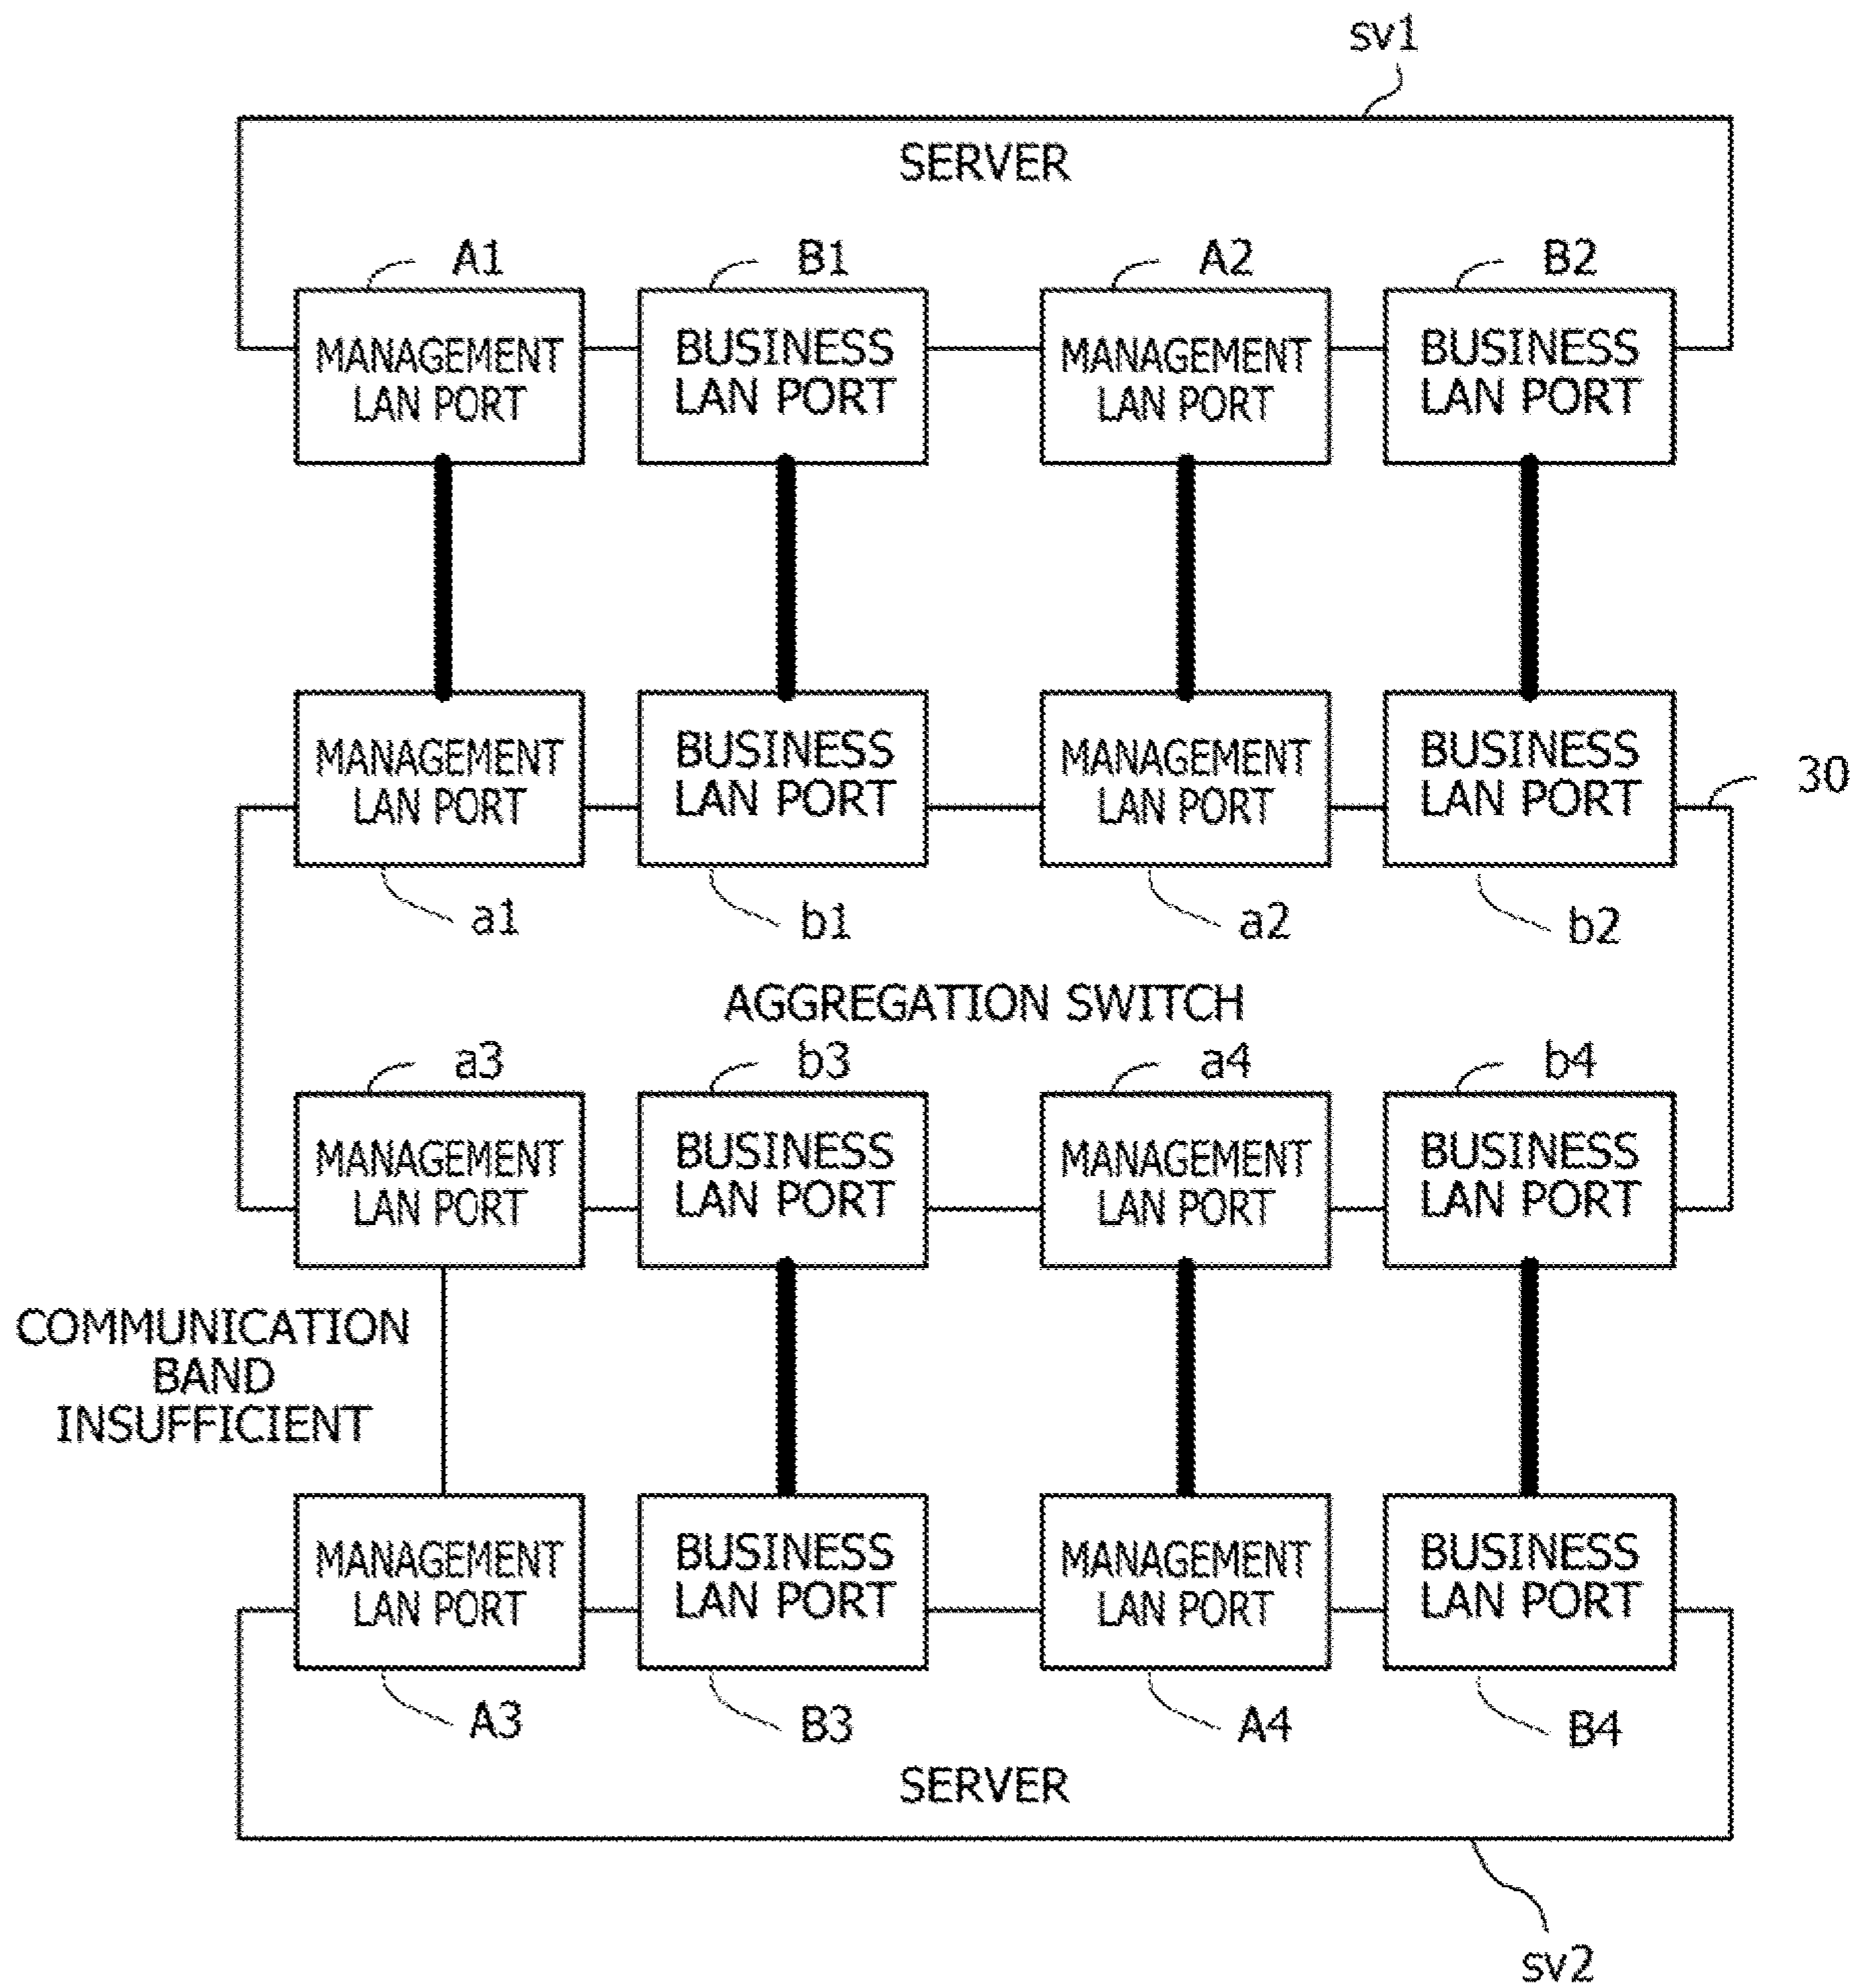 sv1
SERVER
A1
B1
A2
B2
MANAGEMENT
LAN PORT
BUSINESS
LAN PORT
MANAGEMENT
LAN PORT
BUSINESS
LAN PORT
MANAGEMENT
LAN PORT
BUSINESS
LAN PORT
MANAGEMENT
LAN PORT
BUSINESS
LAN PORT
30
a1
b1
a2
b2
AGGREGATION SWITCH
a3
b3
a4
b4
MANAGEMENT
LAN PORT
BUSINESS
LAN PORT
MANAGEMENT
LAN PORT
BUSINESS
LAN PORT
COMMUNICATION
BAND
INSUFFICIENT
MANAGEMENT
LAN PORT
BUSINESS
LAN PORT
MANAGEMENT
LAN PORT
BUSINESS
LAN PORT
A3
B3
A4
B4
SERVER
sv2